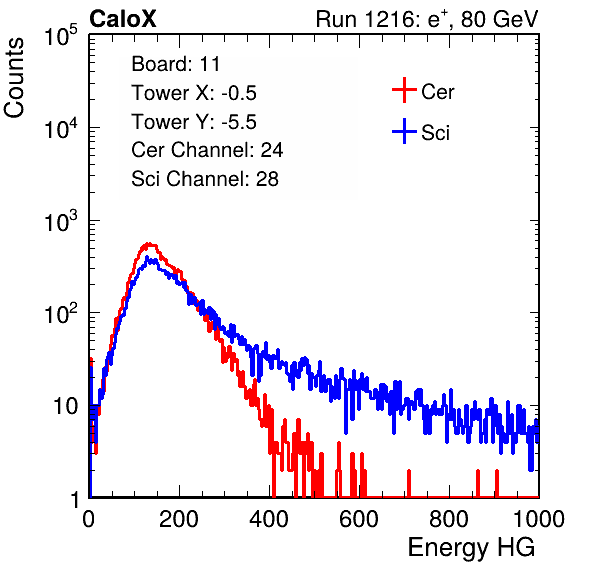 CaloX Run 1216: e⁺, 80 GeV
Counts
Board: 11
Tower X: -0.5
Tower Y: -5.5
Cer Channel: 24
Sci Channel: 28
Cer
Sci
10⁵
10⁴
10³
10²
10
1
0 200 400 600 800 1000
Energy HG